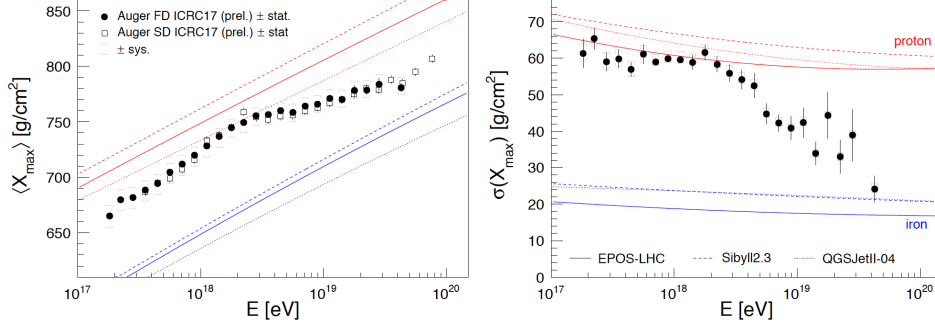 ● Auger FD ICRC17 (prel.) ± stat.
□ Auger SD ICRC17 (prel.) ± stat
± sys.
⟨X_max⟩ [g/cm²]
800
750
700
650
10^17
10^18
10^19
10^20
E [eV]
σ(X_max) [g/cm²]
70
60
50
40
30
20
10
0
proton
iron
EPOS-LHC
Sibyll2.3
QGSJetII-04
10^17
10^18
10^19
10^20
E [eV]